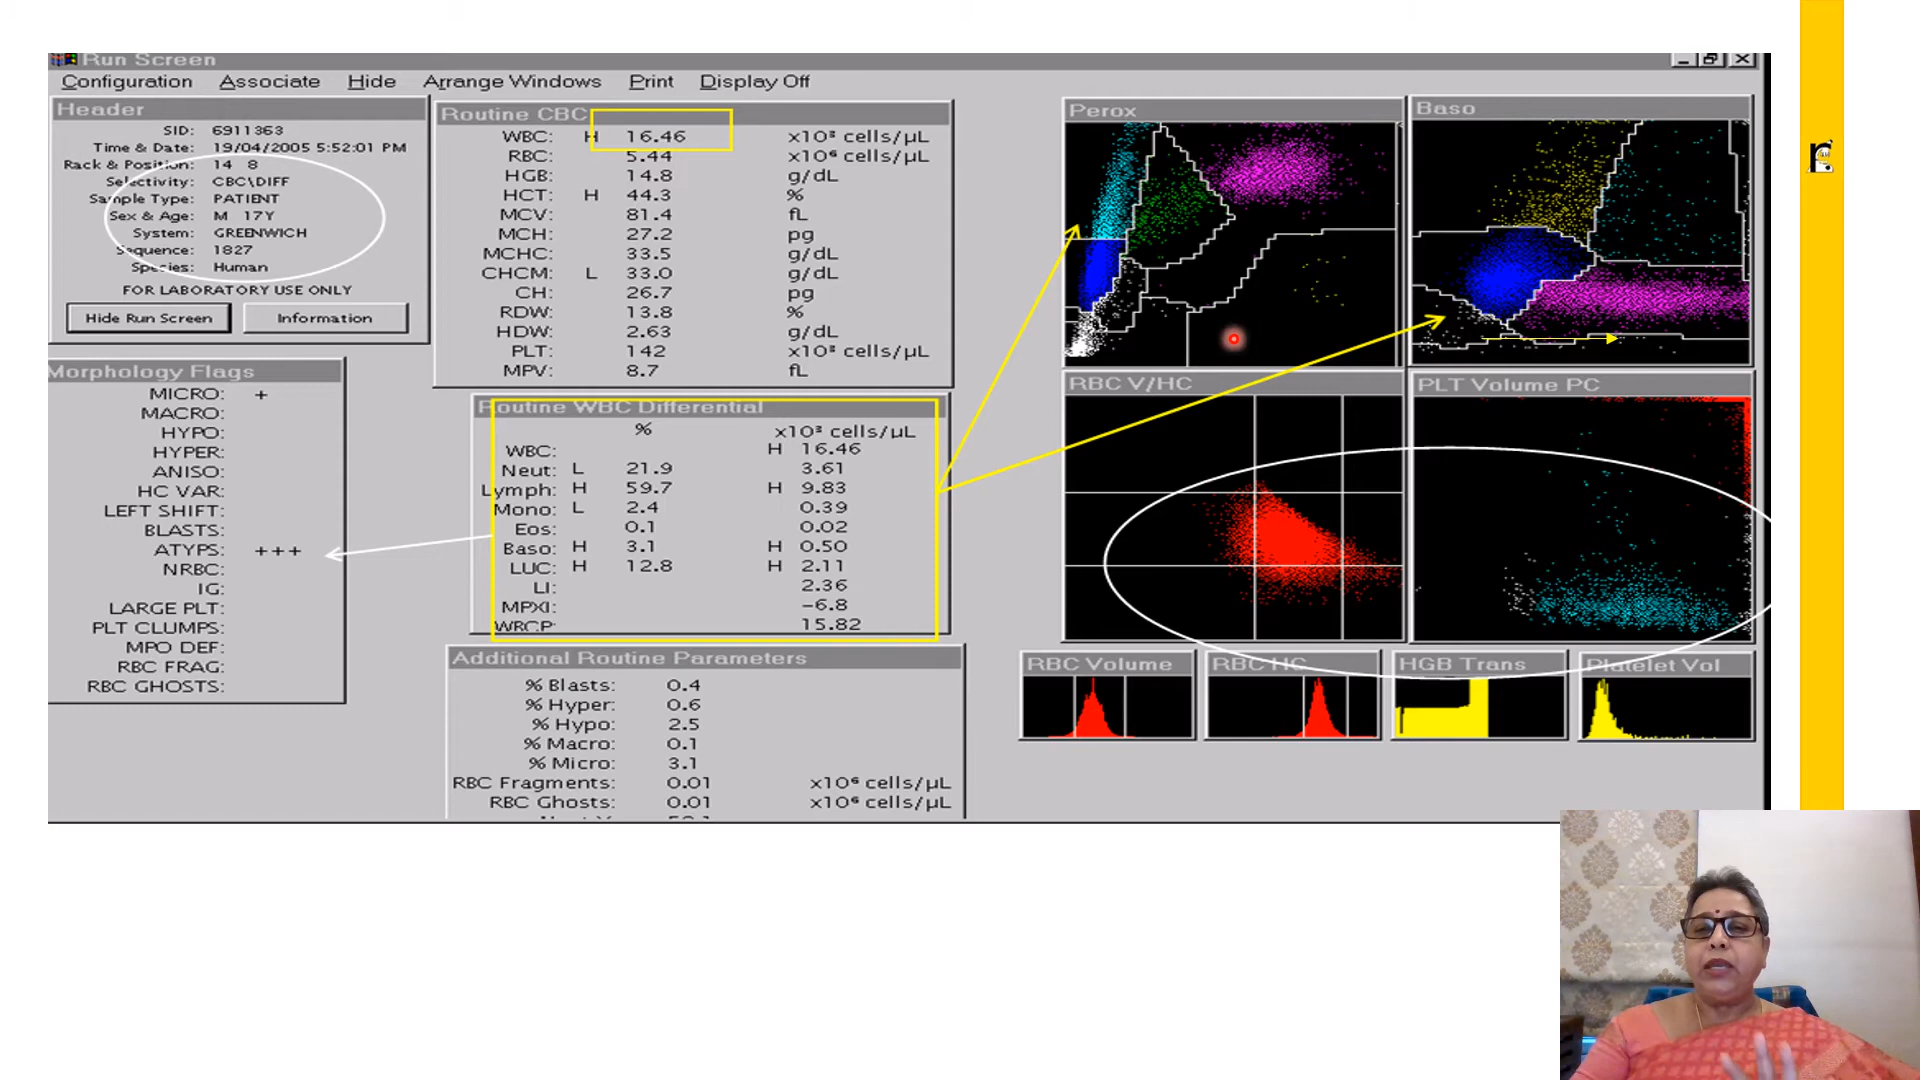 Run Screen
Configuration Associate Hide Arrange Windows Print Display Off
Header
SID: 6911363
Time & Date: 19/04/2005 5:52:01 PM
Rack & Position: 14 8
Selectivity: CBC\DIFF
Sample Type: PATIENT
Sex & Age: M 17Y
System: GREENWICH
Sequence: 1827
Species: Human
FOR LABORATORY USE ONLY
Hide Run Screen Information
Morphology Flags
MICRO: +
MACRO:
HYPO:
HYPER:
ANISO:
HC VAR:
LEFT SHIFT:
BLASTS:
ATYPS: +++
NRBC:
IG:
LARGE PLT:
PLT CLUMPS:
MPO DEF:
RBC FRAG:
RBC GHOSTS:
Routine CBC
WBC: H 16.46 x10³ cells/µL
RBC: 5.44 x10⁶ cells/µL
HGB: 14.8 g/dL
HCT: H 44.3 %
MCV: 81.4 fL
MCH: 27.2 pg
MCHC: 33.5 g/dL
CHCM: L 33.0 g/dL
CH: 26.7 pg
RDW: 13.8 %
HDW: 2.63 g/dL
PLT: 142 x10³ cells/µL
MPV: 8.7 fL
Routine WBC Differential
% x10³ cells/µL
WBC: H 16.46
Neut: L 21.9 3.61
Lymph: H 59.7 H 9.83
Mono: L 2.4 0.39
Eos: 0.1 0.02
Baso: H 3.1 H 0.50
LUC: H 12.8 H 2.11
LI: 2.36
MPXI: -6.8
WBCP: 15.82
Additional Routine Parameters
% Blasts: 0.4
% Hyper: 0.6
% Hypo: 2.5
% Macro: 0.1
% Micro: 3.1
RBC Fragments: 0.01 x10⁶ cells/µL
RBC Ghosts: 0.01 x10⁶ cells/µL
Perox
Baso
RBC V/HC
PLT Volume PC
RBC Volume
RBC HC
HGB Trans
Platelet Vol